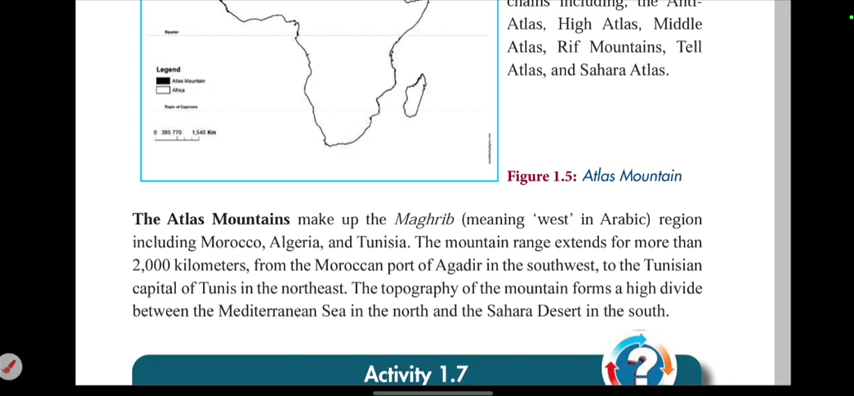 chains including, the Anti-
Atlas, High Atlas, Middle
Atlas, Rif Mountains, Tell
Atlas, and Sahara Atlas.
Equator
Legend
Atlas Mountain
Africa
Tropic of Capricorn
0 385 770 1,540 Km
Figure 1.5: Atlas Mountain
The Atlas Mountains make up the Maghrib (meaning ‘west’ in Arabic) region
including Morocco, Algeria, and Tunisia. The mountain range extends for more than
2,000 kilometers, from the Moroccan port of Agadir in the southwest, to the Tunisian
capital of Tunis in the northeast. The topography of the mountain forms a high divide
between the Mediterranean Sea in the north and the Sahara Desert in the south.
Activity 1.7
?